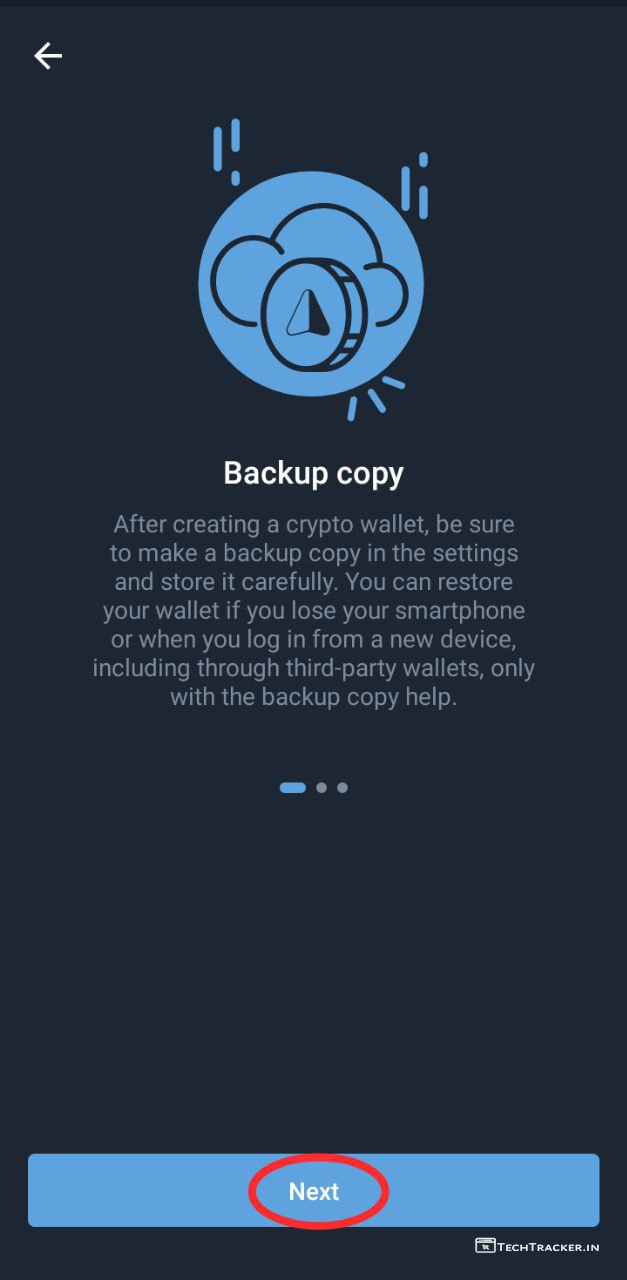 Backup copy
After creating a crypto wallet, be sure
to make a backup copy in the settings
and store it carefully. You can restore
your wallet if you lose your smartphone
or when you log in from a new device,
including through third-party wallets, only
with the backup copy help.
Next
TECHTRACKER.IN